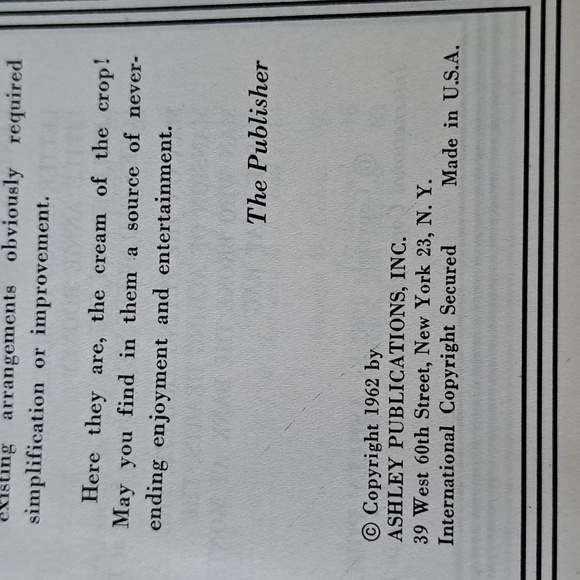 existing arrangements obviously required
simplification or improvement.
Here they are, the cream of the crop!
May you find in them a source of never-
ending enjoyment and entertainment.
The Publisher
© Copyright 1962 by
ASHLEY PUBLICATIONS, INC.
39 West 60th Street, New York 23, N. Y.
International Copyright Secured Made in U.S.A.